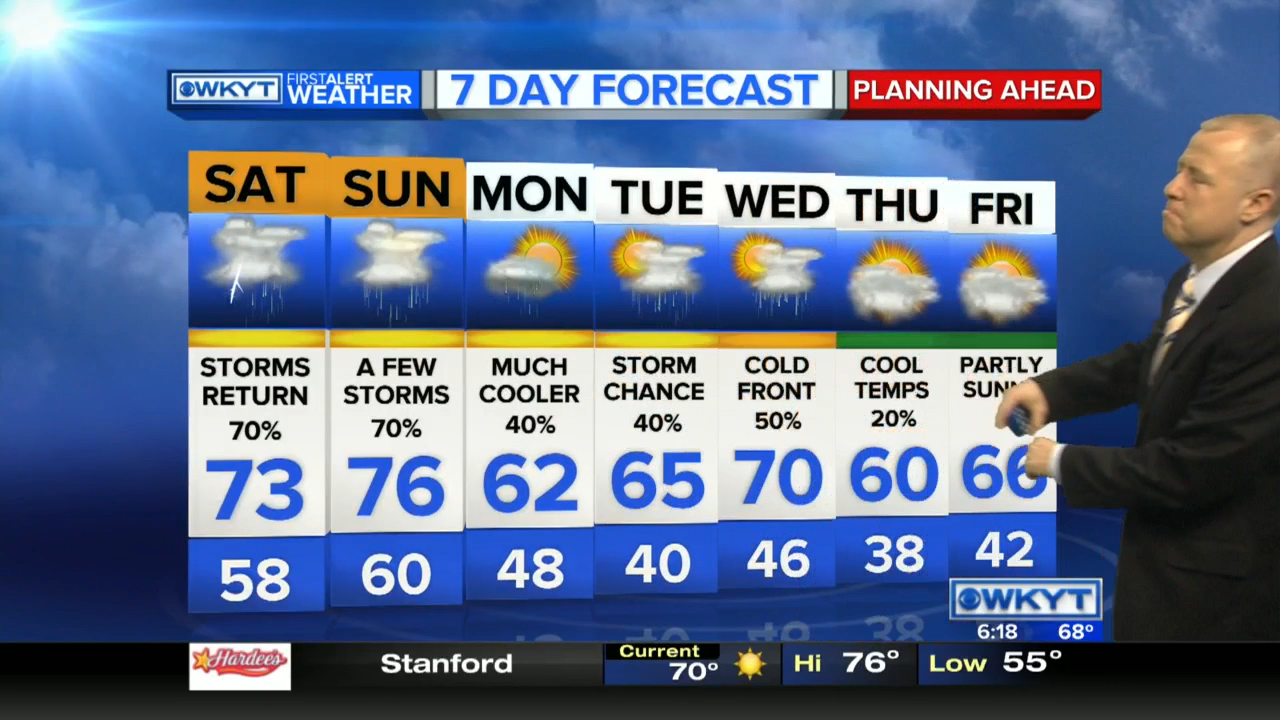 WKYT FIRST ALERT WEATHER 7 DAY FORECAST PLANNING AHEAD
SAT SUN MON TUE WED THU FRI
STORMS RETURN 70% 73 58
A FEW STORMS 70% 76 60
MUCH COOLER 40% 62 48
STORM CHANCE 40% 65 40
COLD FRONT 50% 70 46
COOL TEMPS 20% 60 38
PARTLY SUNNY 66 42
WKYT
6:18 68°
Hardee's Stanford Current 70° Hi 76° Low 55°